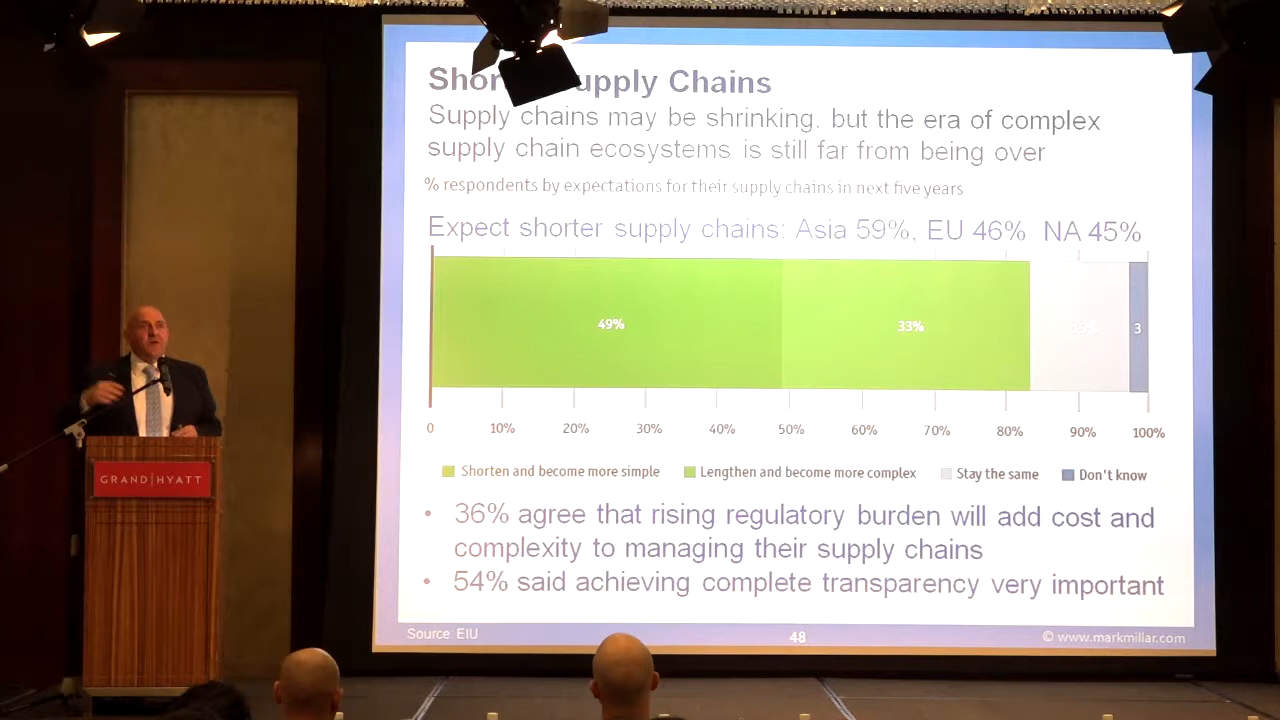 Supply Chains
Supply chains may be shrinking. but the era of complex
supply chain ecosystems is still far from being over
% respondents by expectations for their supply chains in next five years
Expect shorter supply chains: Asia 59%, EU 46% NA 45%
49% 33% 3
0 10% 20% 30% 40% 50% 60% 70% 80% 90% 100%
Shorten and become more simple Lengthen and become more complex Stay the same Don't know
• 36% agree that rising regulatory burden will add cost and
complexity to managing their supply chains
• 54% said achieving complete transparency very important
Source EIU 48 © www.markmillar.com
GRAND|HYATT